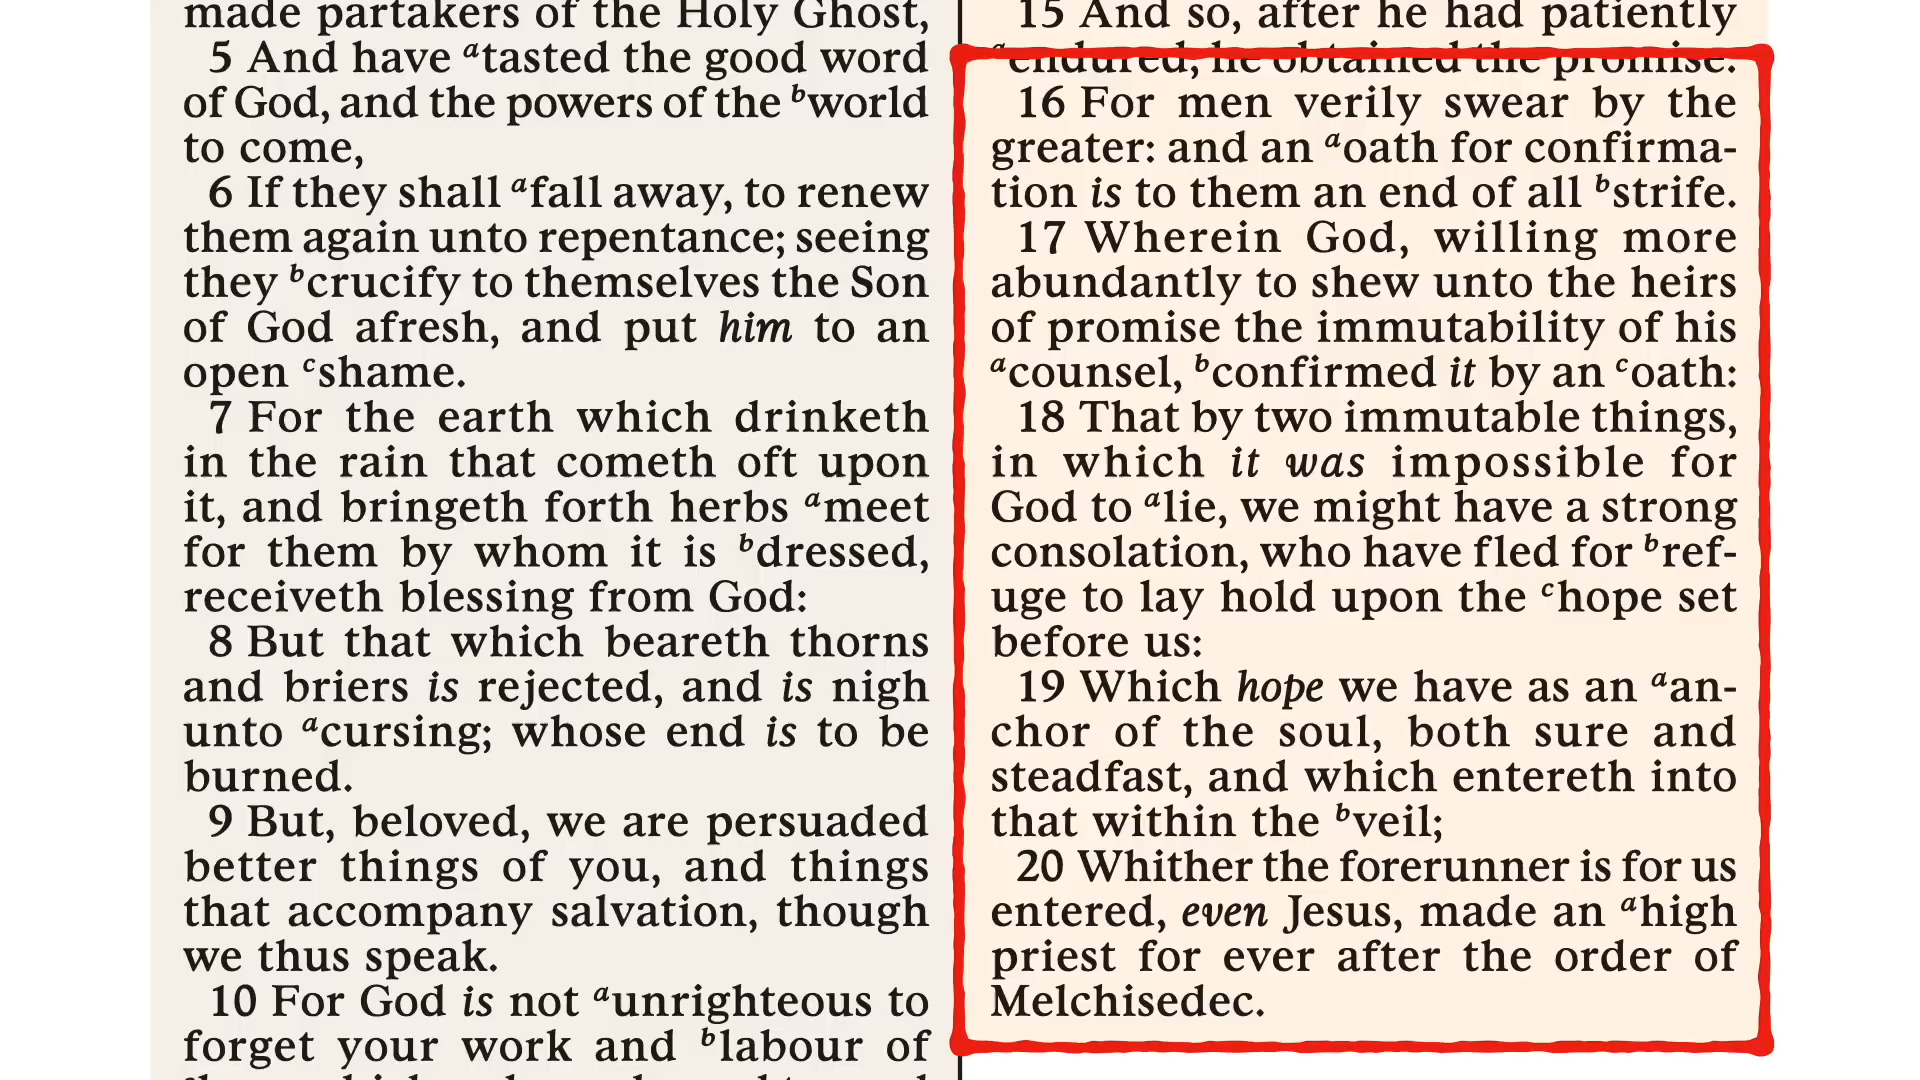 made partakers of the Holy Ghost,
5 And have ᵃtasted the good word
of God, and the powers of the ᵇworld
to come,
6 If they shall ᵃfall away, to renew
them again unto repentance; seeing
they ᵇcrucify to themselves the Son
of God afresh, and put him to an
open ᶜshame.
7 For the earth which drinketh
in the rain that cometh oft upon
it, and bringeth forth herbs ᵃmeet
for them by whom it is ᵇdressed,
receiveth blessing from God:
8 But that which beareth thorns
and briers is rejected, and is nigh
unto ᵃcursing; whose end is to be
burned.
9 But, beloved, we are persuaded
better things of you, and things
that accompany salvation, though
we thus speak.
10 For God is not ᵃunrighteous to
forget your work and ᵇlabour of
15 And so, after he had patiently
ᵃendured, he obtained the promise.
16 For men verily swear by the
greater: and an ᵃoath for confirma-
tion is to them an end of all ᵇstrife.
17 Wherein God, willing more
abundantly to shew unto the heirs
of promise the immutability of his
ᵃcounsel, ᵇconfirmed it by an ᶜoath:
18 That by two immutable things,
in which it was impossible for
God to ᵃlie, we might have a strong
consolation, who have fled for ᵇref-
uge to lay hold upon the ᶜhope set
before us:
19 Which hope we have as an ᵃan-
chor of the soul, both sure and
steadfast, and which entereth into
that within the ᵇveil;
20 Whither the forerunner is for us
entered, even Jesus, made an ᵃhigh
priest for ever after the order of
Melchisedec.